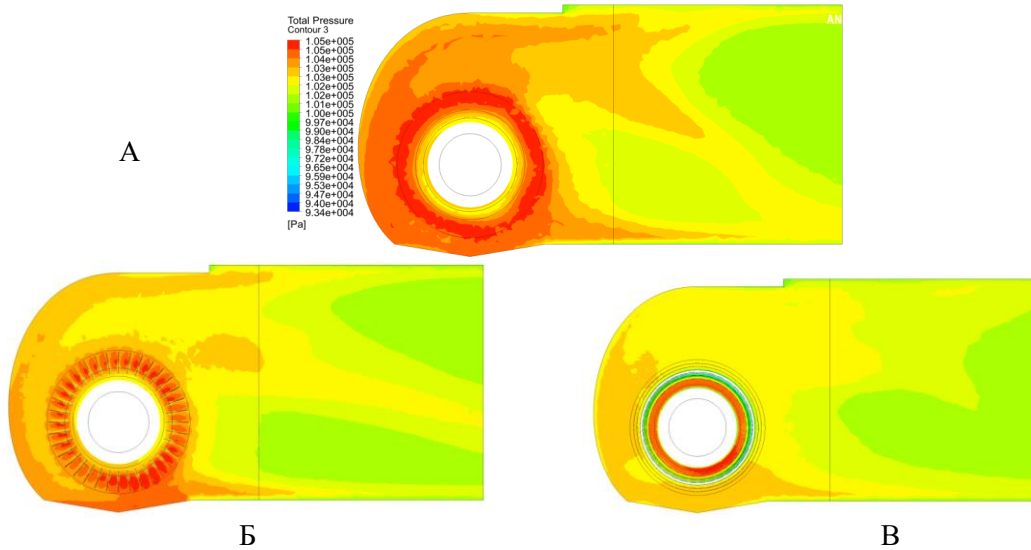 Total Pressure
Contour 3
1.05e+005
1.05e+005
1.04e+005
1.03e+005
1.02e+005
1.02e+005
1.01e+005
1.00e+005
9.97e+004
9.90e+004
9.84e+004
9.78e+004
9.72e+004
9.65e+004
9.59e+004
9.53e+004
9.47e+004
9.40e+004
9.34e+004
[Pa]
AN
А
Б
В